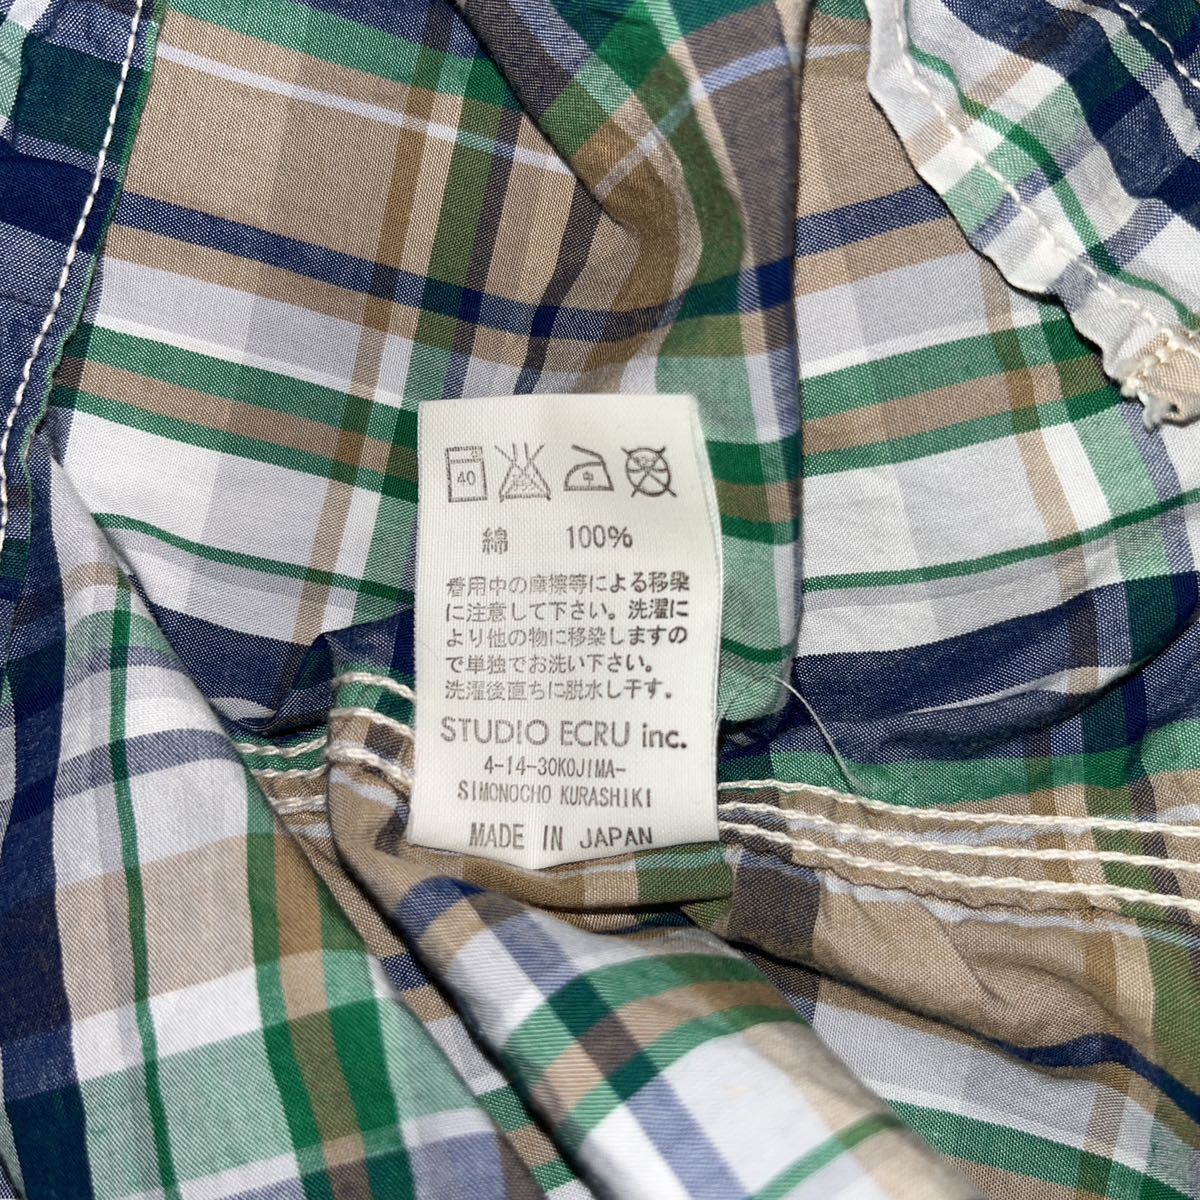 40
中
綿 100%
着用中の摩擦等による移染
に注意して下さい。洗濯に
より他の物に移染しますの
で単独でお洗い下さい。
洗濯後直ちに脱水し干す。
STUDIO ECRU inc.
4-14-30KOJIMA-
SIMONOCHO KURASHIKI
MADE IN JAPAN